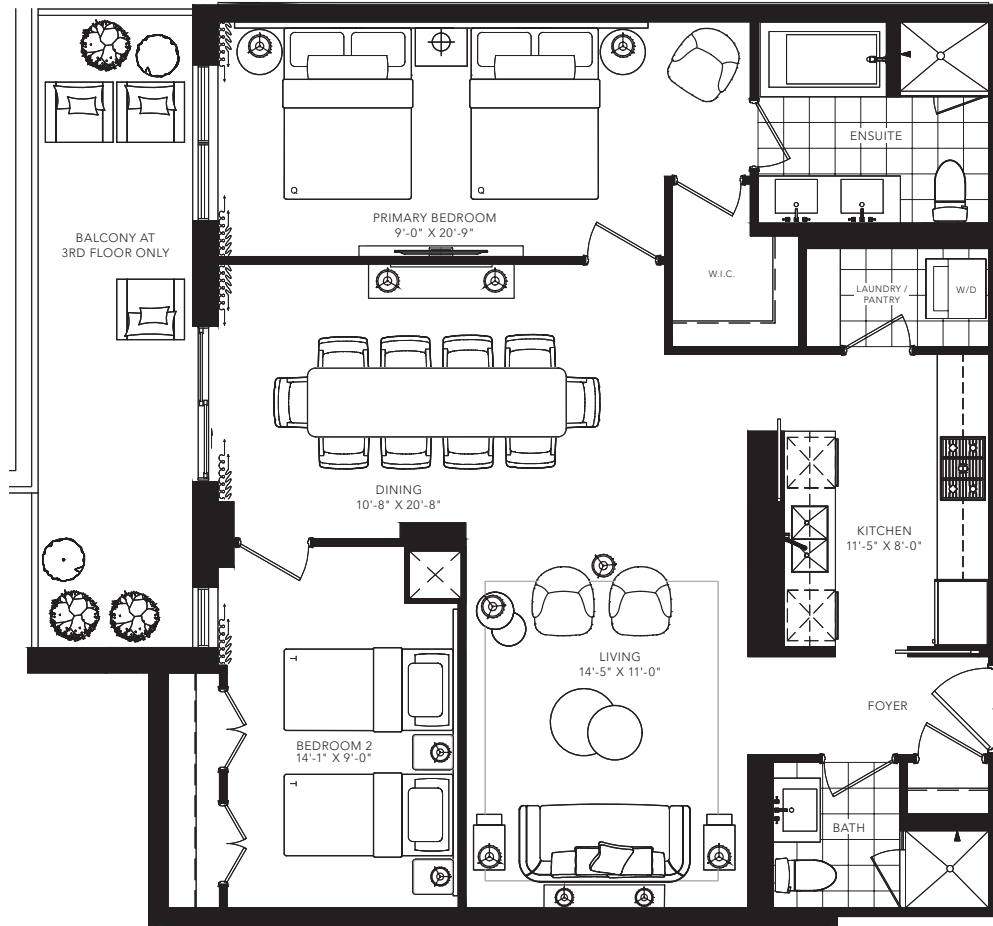 ENSUITE
PRIMARY BEDROOM
9'-0" X 20'-9"
Q
Q
BALCONY AT
3RD FLOOR ONLY
W.I.C.
LAUNDRY /
PANTRY
W/D
DINING
10'-8" X 20'-8"
KITCHEN
11'-5" X 8'-0"
LIVING
14'-5" X 11'-0"
T
FOYER
BEDROOM 2
14'-1" X 9'-0"
T
BATH